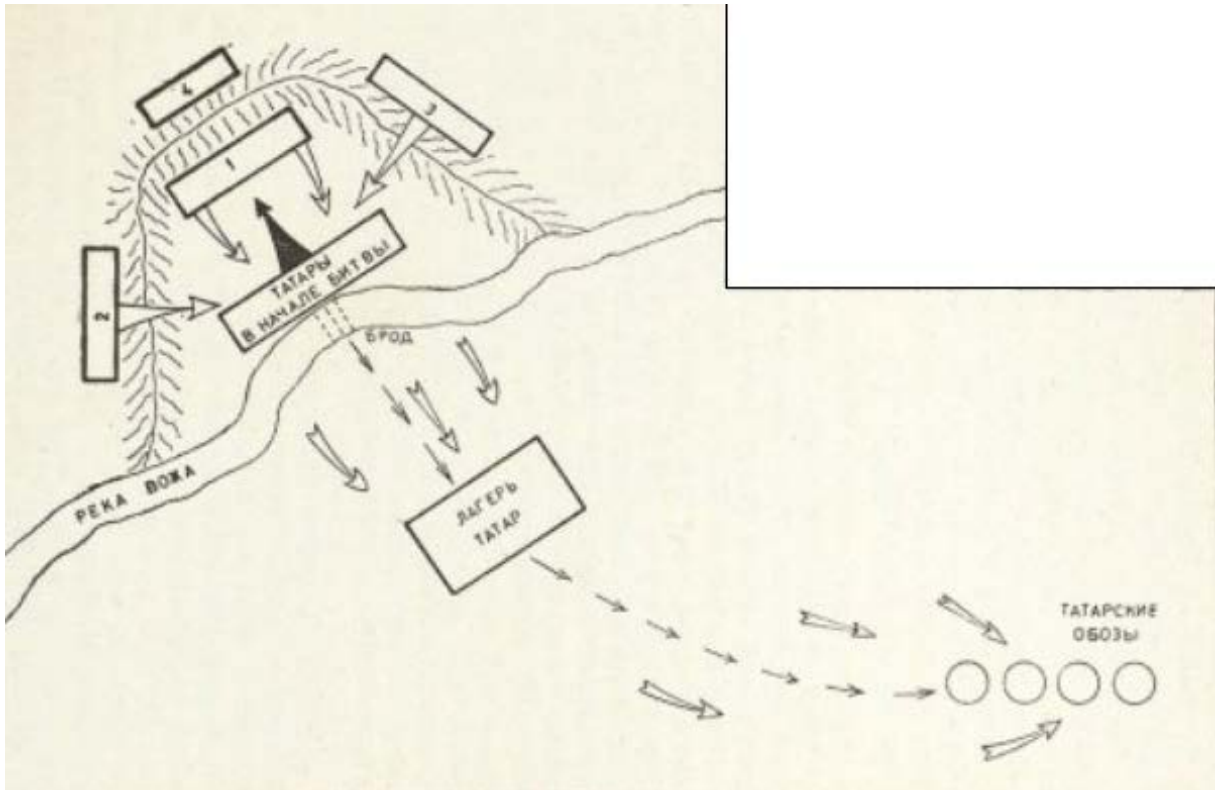 4
3
1
ТАТАРЫ
В НАЧАЛЕ БИТВЫ
2
БРОД
РЕКА ВОЖА
ЛАГЕРЬ
ТАТАР
ТАТАРСКИЕ
ОБОЗЫ